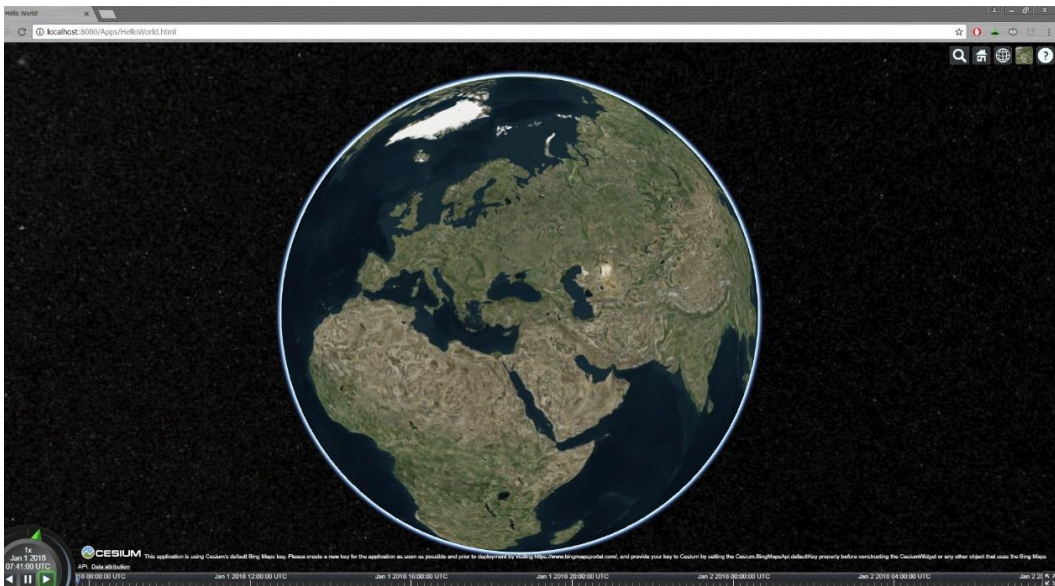 Hello World!
localhost:8080/Apps/HelloWorld.html
1x
Jan 1 2018
07:41:00 UTC
CESIUM
This application is using Cesium's default Bing Maps key. Please create a new key for the application as soon as possible and prior to deployment by visiting https://www.bingmapsportal.com/, and provide your key to Cesium by setting the Cesium.BingMapsApi.defaultKey property before constructing the CesiumWidget or any other object that uses the Bing Maps
API. Data attribution
Jan 1 2018 12:00:00 UTC
Jan 1 2018 16:00:00 UTC
Jan 1 2018 20:00:00 UTC
Jan 2 2018 00:00:00 UTC
Jan 2 2018 04:00:00 UTC